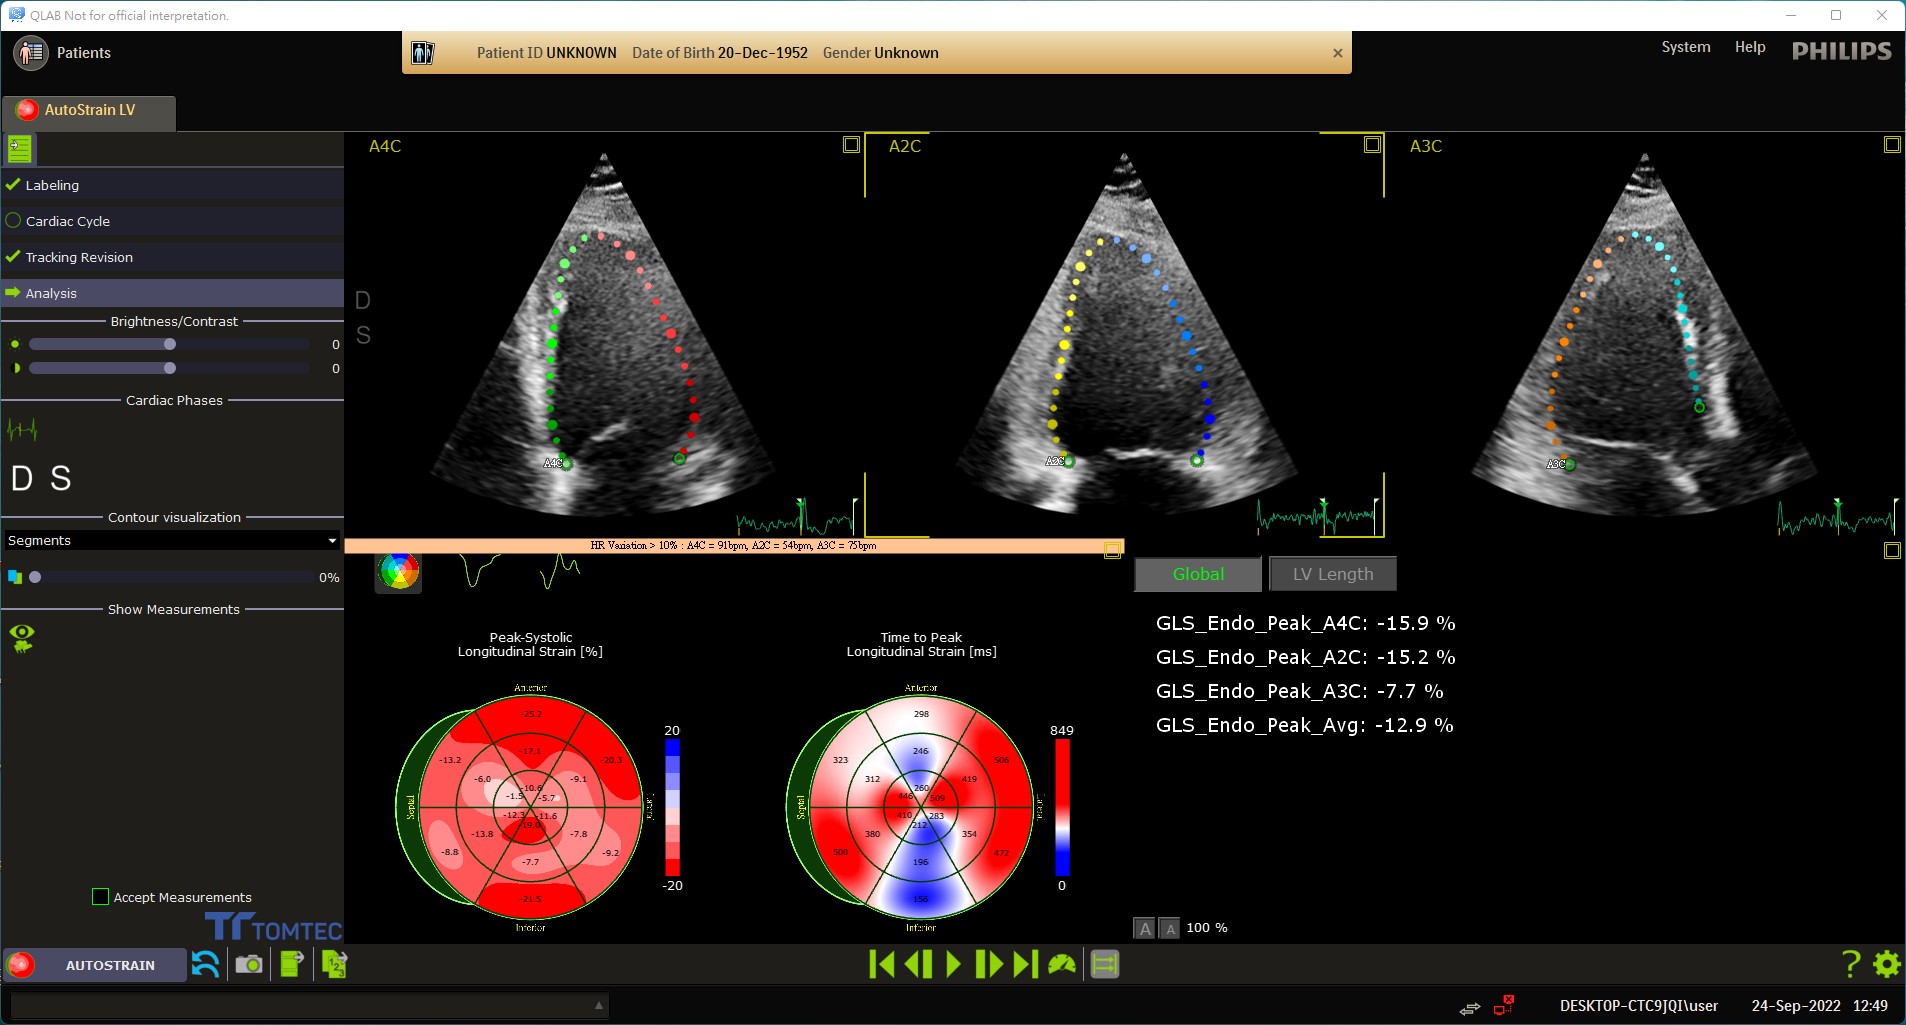 QLAB Not for official interpretation.
Patients
Patient ID UNKNOWN Date of Birth 20-Dec-1952 Gender Unknown
System Help PHILIPS
AutoStrain LV
Labeling
Cardiac Cycle
Tracking Revision
Analysis
Brightness/Contrast
0
0
Cardiac Phases
D S
Contour visualization
Segments
0%
Show Measurements
Accept Measurements
TOMTEC
A4C
A2C
A3C
D
S
A4C
A2C
A3C
HR Variation > 10% : A4C = 91bpm, A2C = 54bpm, A3C = 75bpm
Peak-Systolic
Longitudinal Strain [%]
Anterior
-25.2
-17.1
-13.2
-20.3
-6.0
-9.1
-10.6
-1.5
-5.7
Septal
-12.3
-11.6
-19.0
-13.8
-7.8
-8.8
-9.2
-7.7
-21.5
Inferior
20
-20
Time to Peak
Longitudinal Strain [ms]
Anterior
298
246
323
506
312
419
260
446
509
Septal
410
283
212
380
354
500
472
196
156
Inferior
849
0
Global
LV Length
GLS_Endo_Peak_A4C: -15.9 %
GLS_Endo_Peak_A2C: -15.2 %
GLS_Endo_Peak_A3C: -7.7 %
GLS_Endo_Peak_Avg: -12.9 %
A A 100 %
AUTOSTRAIN
1 2 3
?
DESKTOP-CTC9JQI\user 24-Sep-2022 12:49